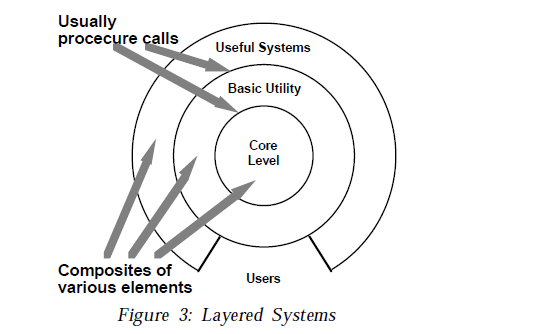 Usually
procecure calls
Useful Systems
Basic Utility
Core
Level
Composites of
various elements
Users
Figure 3: Layered Systems